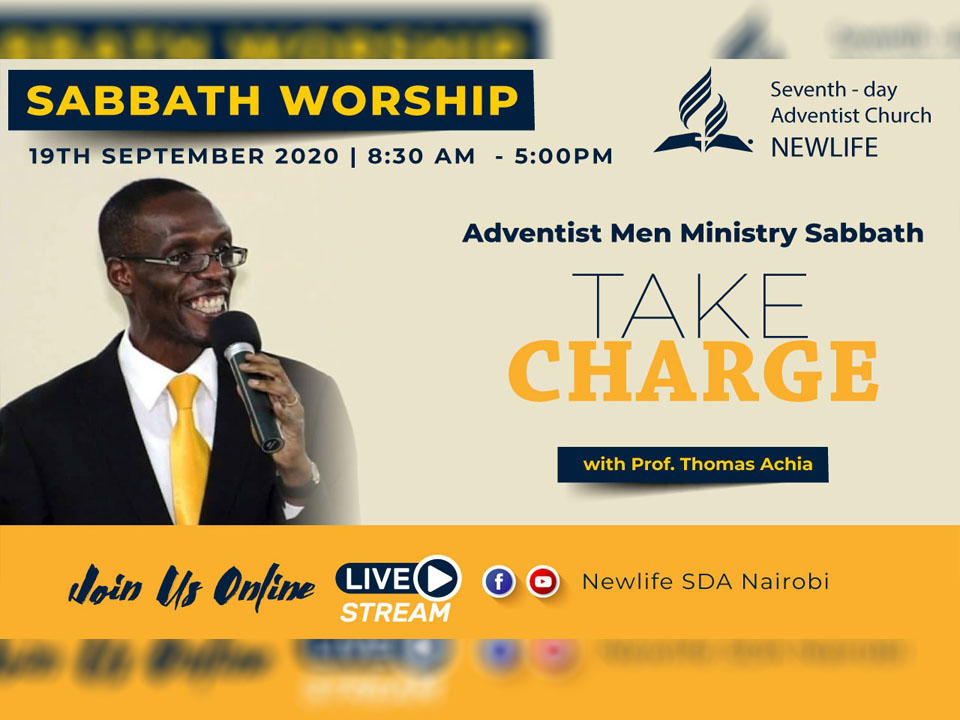 SABBATH WORSHIP
19TH SEPTEMBER 2020 | 8:30 AM - 5:00PM
Seventh - day
Adventist Church
NEWLIFE
Adventist Men Ministry Sabbath
TAKE
CHARGE
with Prof. Thomas Achia
Join Us Online
LIVE
STREAM
Newlife SDA Nairobi